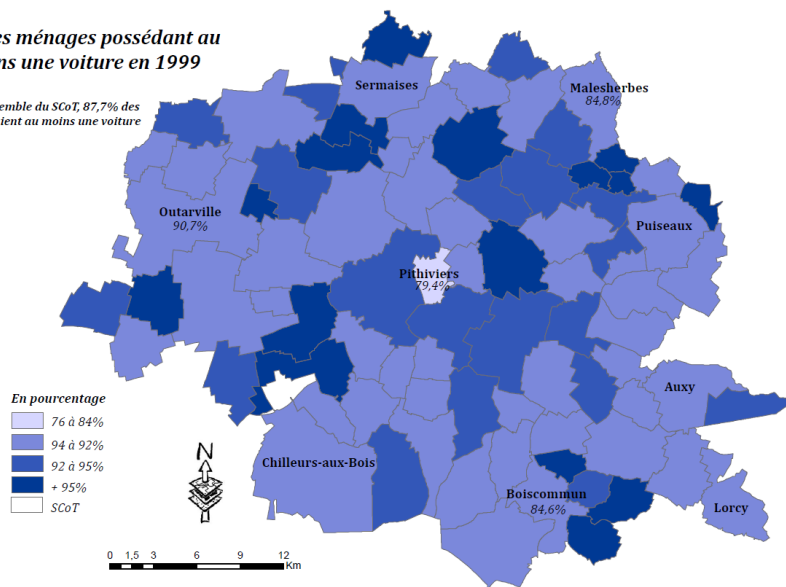 es ménages possédant au
ns une voiture en 1999
emble du SCoT, 87,7% des
aient au moins une voiture
Sermaises
Malesherbes
84,8%
Outarville
90,7%
Puiseaux
Pithiviers
79,4%
Auxy
Chilleurs-aux-Bois
Boiscommun
84,6%
Lorcy
En pourcentage
76 à 84%
94 à 92%
92 à 95%
+ 95%
SCoT
N
0 1,5 3 6 9 12
Km